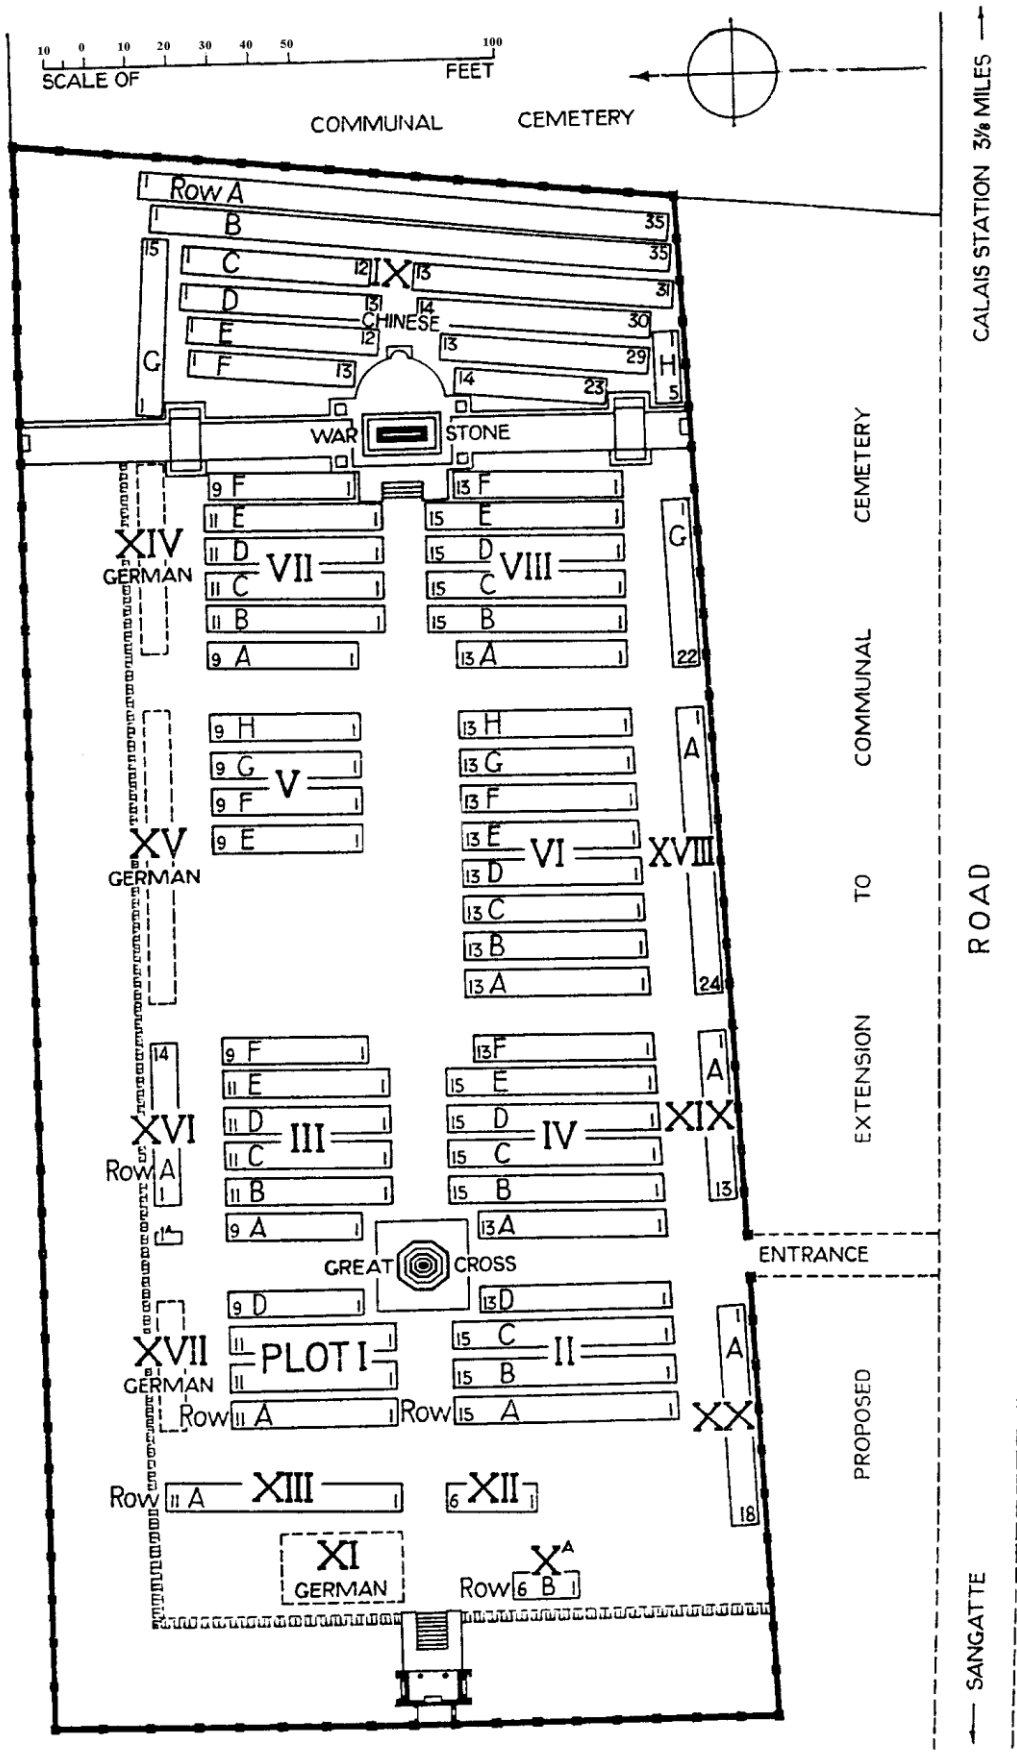 10 0 10 20 30 40 50 100
SCALE OF FEET
COMMUNAL CEMETERY
CALAIS STATION 3⅛ MILES →
1 Row A 35
1 B 35
15 G 1
1 C 12 IX 13 31
1 D 13 14 30
CHINESE
1 E 12 13 29
1 F 13 14 23
1 H 5
WAR STONE
9 F 1 13 F 1
11 E 1 15 E 1
XIV
GERMAN
11 D 1 VII 15 D 1 VIII
11 C 1 15 C 1
11 B 1 15 B 1
9 A 1 13 A 1
1 G 22
9 H 1 13 H 1
9 G 1 V 13 G 1
9 F 1 13 F 1
9 E 1 13 E 1
XV
GERMAN
VI
13 D 1
13 C 1
13 B 1
13 A 1
XVIII
1 A 24
9 F 1 13 F 1
11 E 1 15 E 1
11 D 1 III 15 D 1 IV
11 C 1 15 C 1
11 B 1 15 B 1
9 A 1 13 A 1
14 XVI
Row A 1
1A
XIX
1 A 13
GREAT CROSS
ENTRANCE
9 D 1 13 D 1
11 1 15 C 1
PLOT I II
11 1 15 B 1
Row 11 A 1 Row 15 A 1
XVII
GERMAN
XX
1 A 18
Row 11 A XIII 1 6 XII 1
XI
GERMAN
X A
Row 6 B 1
PROPOSED EXTENSION TO COMMUNAL CEMETERY
ROAD
← SANGATTE